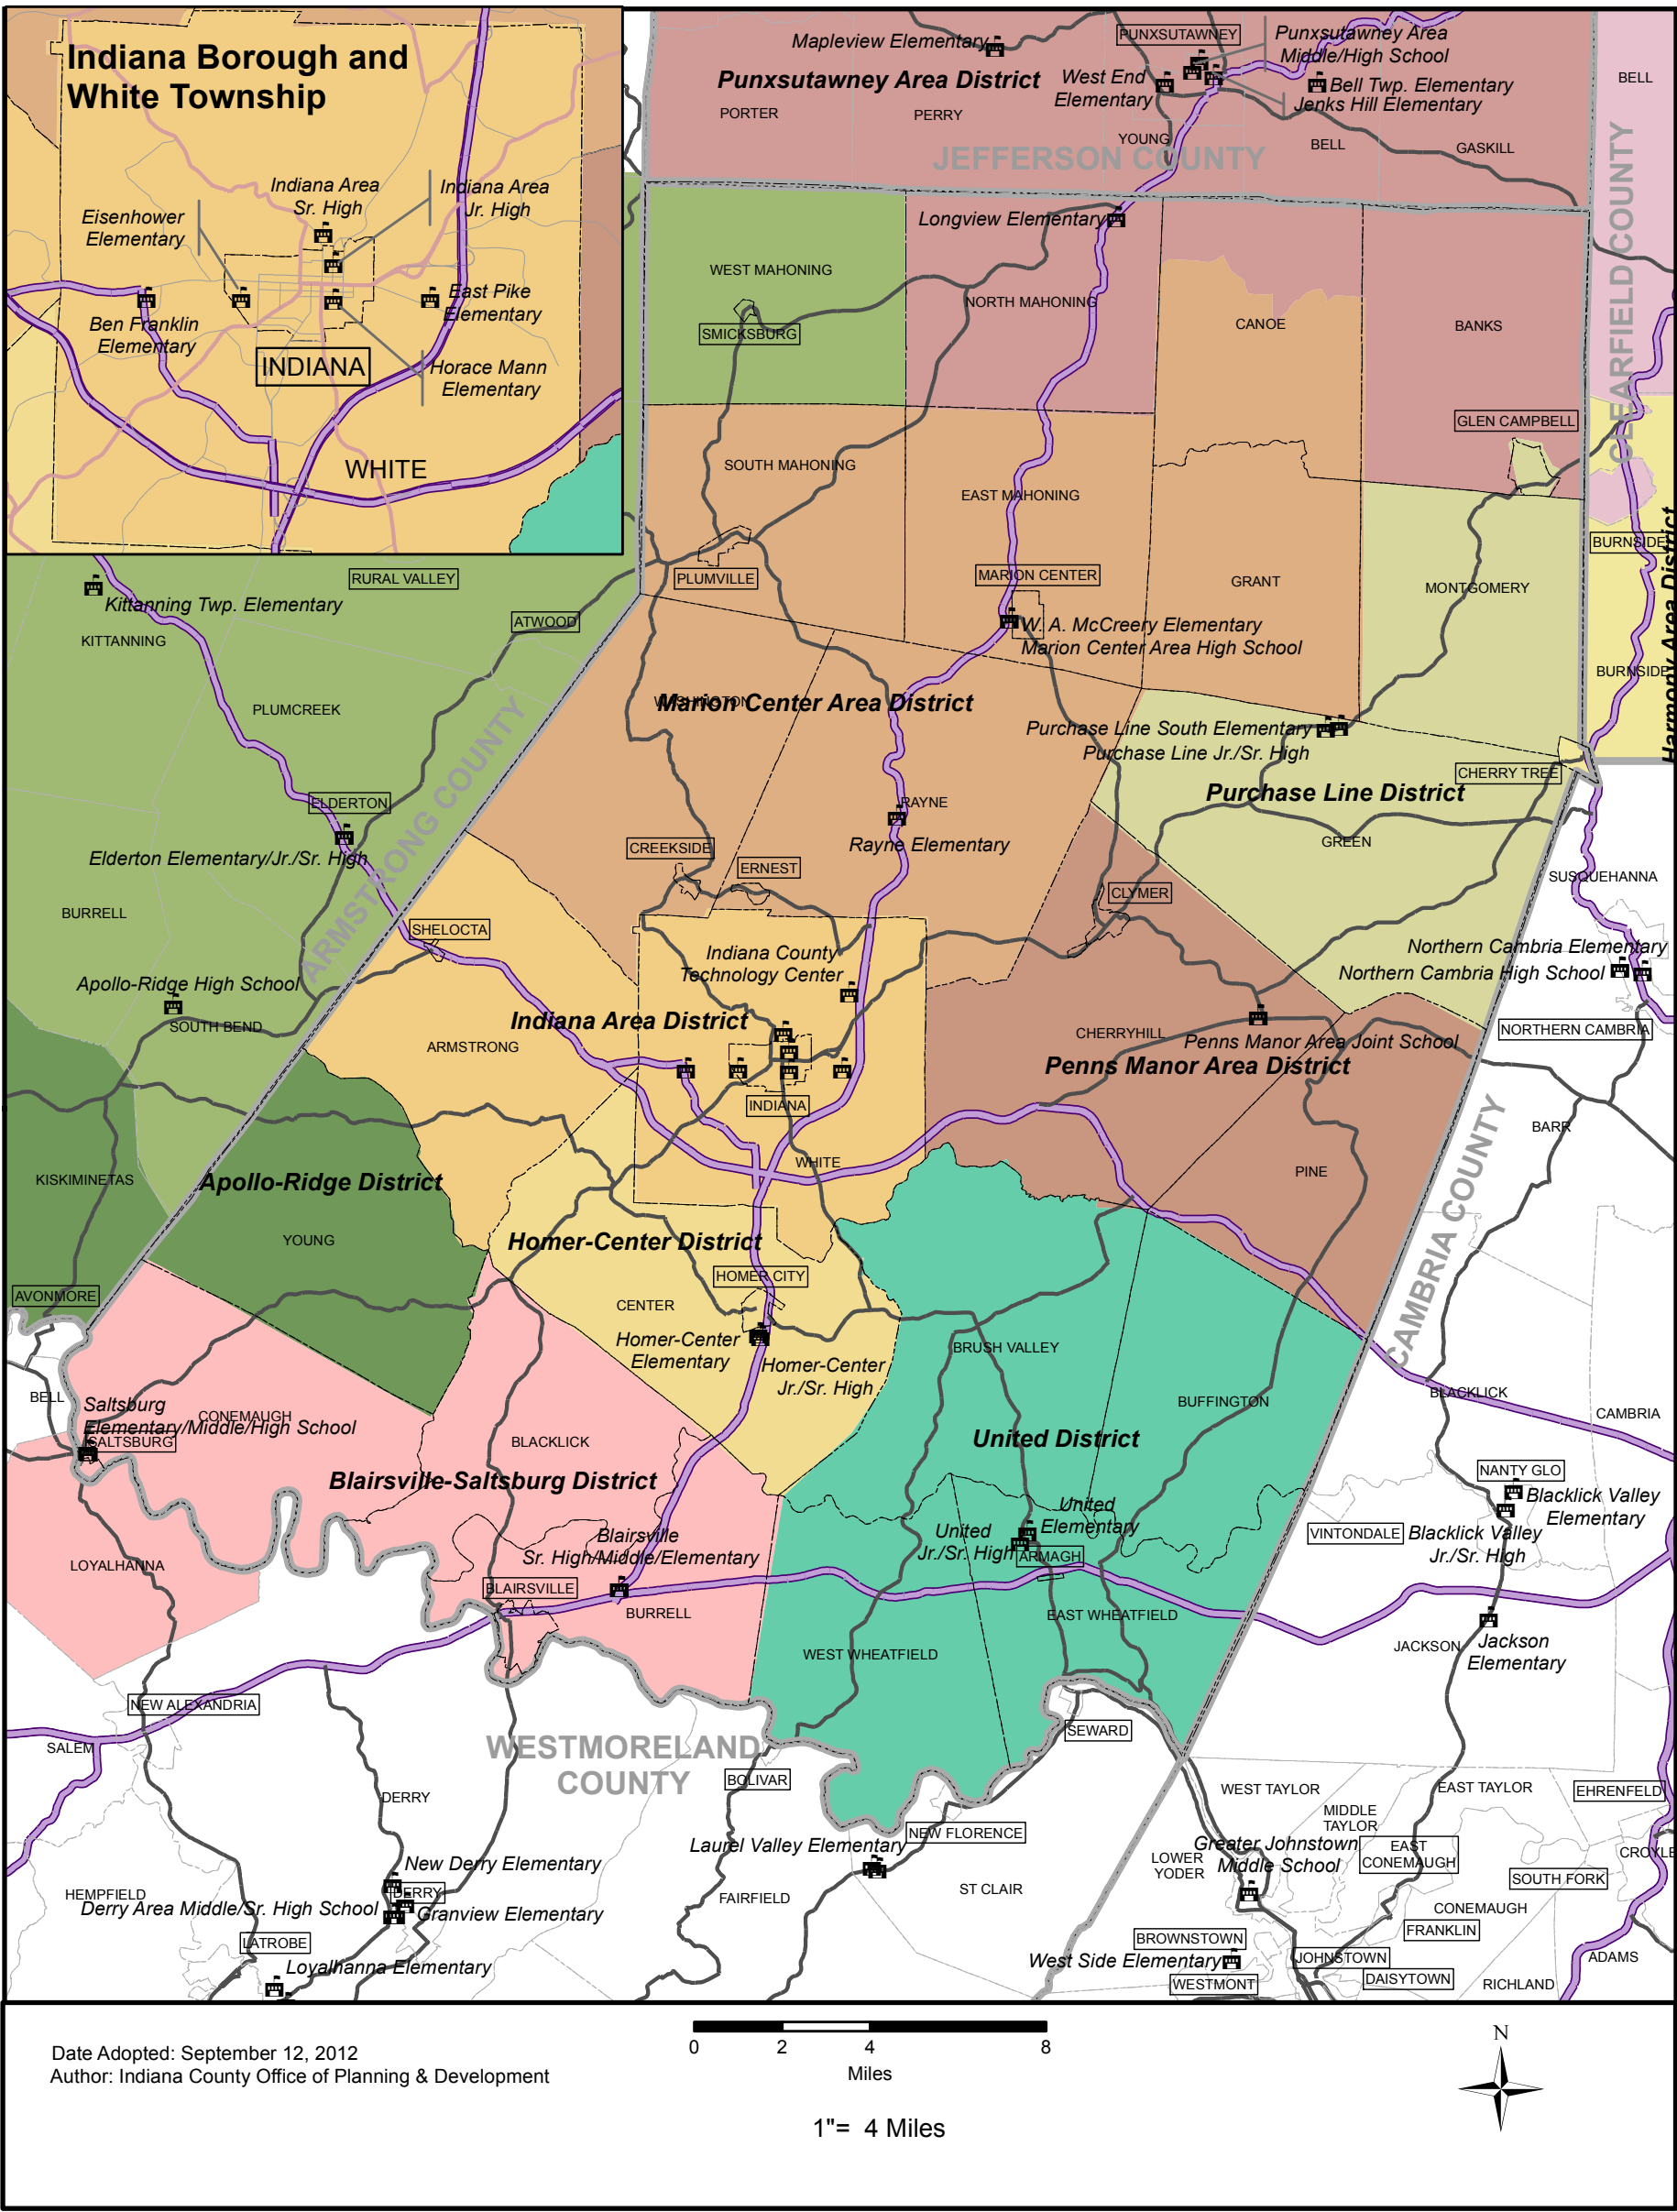 Indiana Borough and
White Township
Indiana Area
Sr. High
Indiana Area
Jr. High
Eisenhower
Elementary
East Pike
Elementary
Ben Franklin
Elementary
INDIANA
Horace Mann
Elementary
WHITE
Mapleview Elementary
PUNXSUTAWNEY
Punxsutawney Area
Middle/High School
Punxsutawney Area District
West End
Elementary
Bell Twp. Elementary
Jenks Hill Elementary
BELL
PORTER
PERRY
YOUNG
BELL
GASKILL
JEFFERSON COUNTY
CLEARFIELD COUNTY
Longview Elementary
WEST MAHONING
NORTH MAHONING
SMICKSBURG
CANOE
BANKS
GLEN CAMPBELL
SOUTH MAHONING
EAST MAHONING
BURNSIDE
Harmony Area District
PLUMVILLE
MARION CENTER
GRANT
MONTGOMERY
RURAL VALLEY
Kittanning Twp. Elementary
ATWOOD
KITTANNING
W. A. McCreery Elementary
Marion Center Area High School
BURNSIDE
WASHINGTON
Marion Center Area District
PLUMCREEK
Purchase Line South Elementary
Purchase Line Jr./Sr. High
CHERRY TREE
Purchase Line District
ELDERTON
RAYNE
Rayne Elementary
GREEN
CREEKSIDE
ERNEST
Elderton Elementary/Jr./Sr. High
ARMSTRONG COUNTY
CLYMER
SUSQUEHANNA
BURRELL
SHELOCTA
Indiana County
Technology Center
Northern Cambria Elementary
Northern Cambria High School
Apollo-Ridge High School
SOUTH BEND
Indiana Area District
ARMSTRONG
CHERRYHILL
Penns Manor Area Joint School
NORTHERN CAMBRIA
Penns Manor Area District
INDIANA
BARR
WHITE
PINE
KISKIMINETAS
Apollo-Ridge District
YOUNG
Homer-Center District
CAMBRIA COUNTY
AVONMORE
HOMER CITY
CENTER
Homer-Center
Elementary
Homer-Center
Jr./Sr. High
BRUSH VALLEY
BUFFINGTON
BELL
Saltsburg
Elementary/Middle/High School
CONEMAUGH
SALTSBURG
BLACKLICK
CAMBRIA
BLACKLICK
United District
Blairsville-Saltsburg District
NANTY GLO
Blacklick Valley
Elementary
United
Elementary
United
Jr./Sr. High
ARMAGH
VINTONDALE
Blacklick Valley
Jr./Sr. High
Blairsville
Sr. High/Middle/Elementary
LOYALHANNA
BLAIRSVILLE
BURRELL
EAST WHEATFIELD
WEST WHEATFIELD
JACKSON
Jackson
Elementary
NEW ALEXANDRIA
SALEM
WESTMORELAND
COUNTY
SEWARD
BOLIVAR
DERRY
WEST TAYLOR
EAST TAYLOR
EHRENFELD
MIDDLE
TAYLOR
NEW FLORENCE
Laurel Valley Elementary
Greater Johnstown
Middle School
LOWER
YODER
EAST
CONEMAUGH
CROYLE
New Derry Elementary
DERRY
SOUTH FORK
HEMPFIELD
Derry Area Middle/Sr. High School
Granview Elementary
FAIRFIELD
ST CLAIR
CONEMAUGH
FRANKLIN
LATROBE
Loyalhanna Elementary
BROWNSTOWN
West Side Elementary
JOHNSTOWN
WESTMONT
DAISYTOWN
RICHLAND
ADAMS
Date Adopted: September 12, 2012
Author: Indiana County Office of Planning & Development
0 2 4 8
Miles
1"= 4 Miles
N